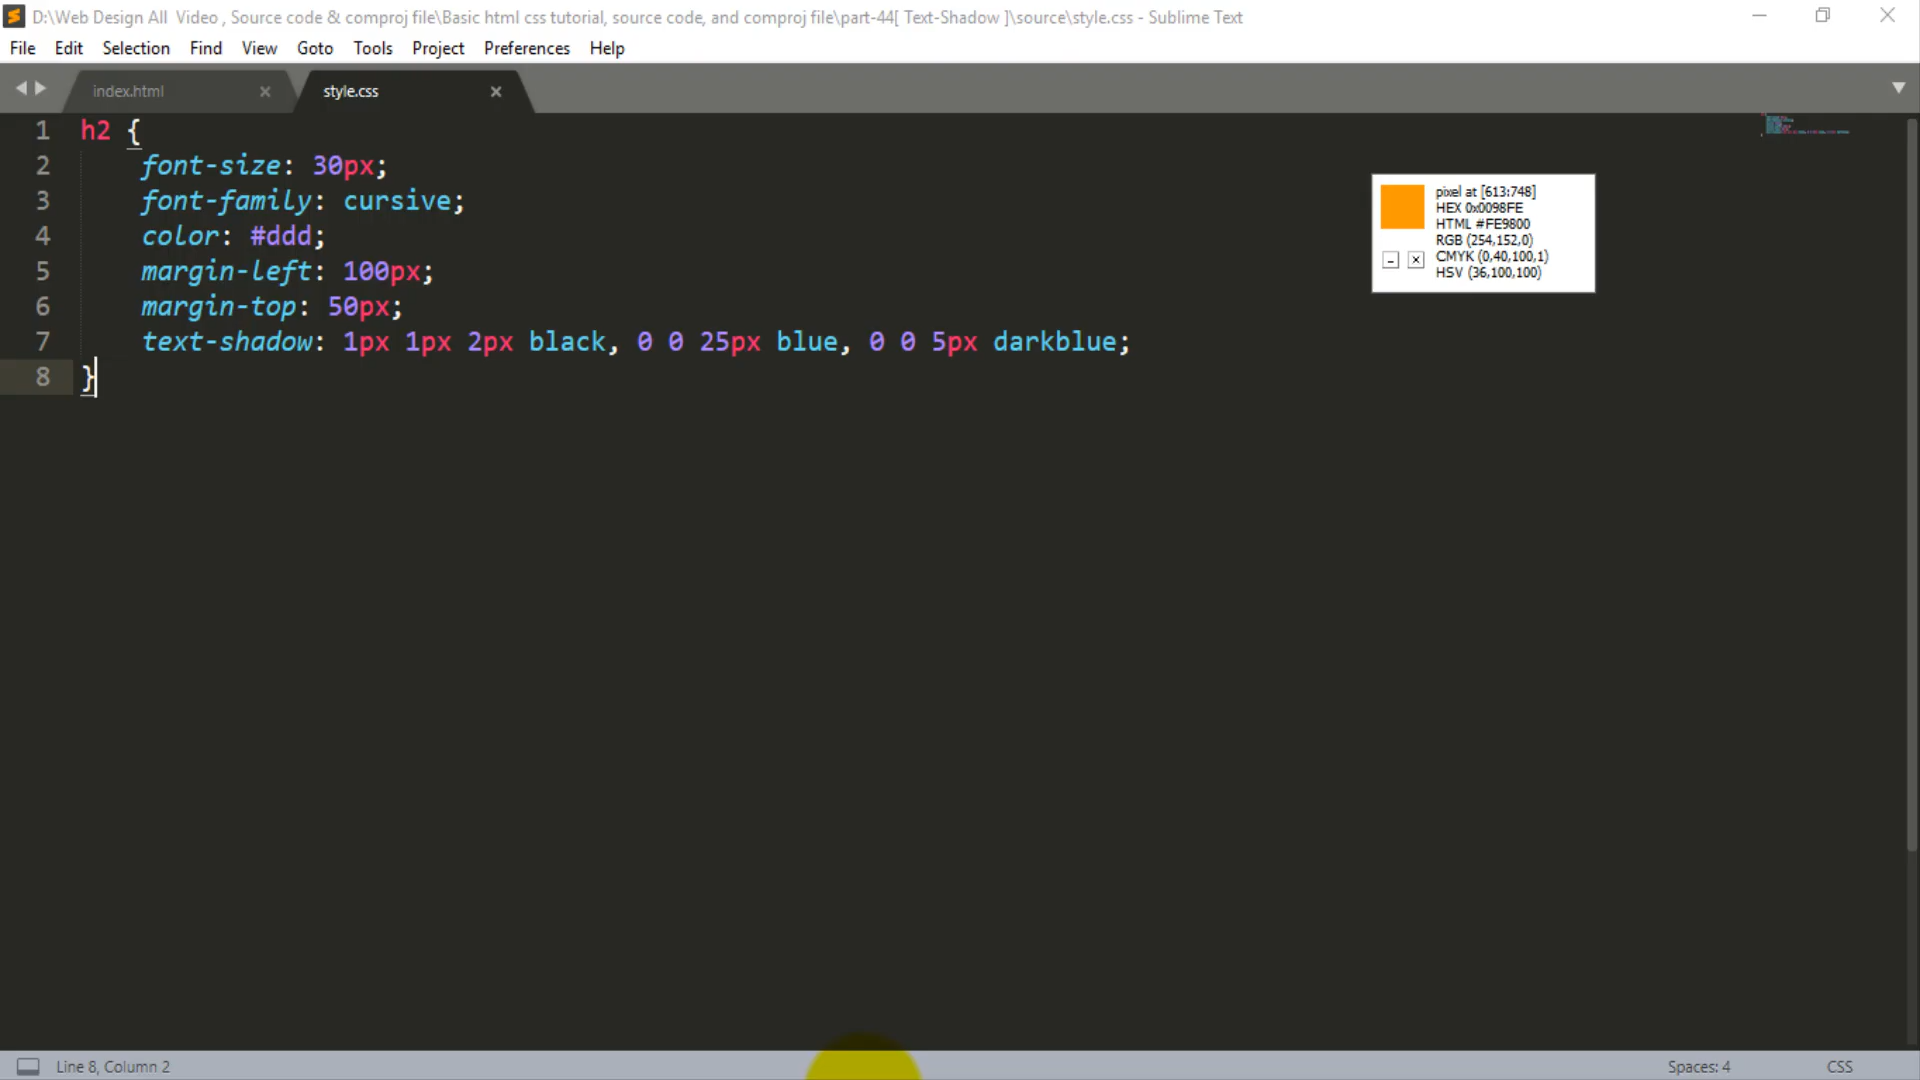 D:\Web Design All Video , Source code & comproj file\Basic html css tutorial, source code, and comproj file\part-44[ Text-Shadow ]\source\style.css - Sublime Text
File Edit Selection Find View Goto Tools Project Preferences Help
index.html style.css
1 h2 {
2 font-size: 30px;
3 font-family: cursive;
4 color: #ddd;
5 margin-left: 100px;
6 margin-top: 50px;
7 text-shadow: 1px 1px 2px black, 0 0 25px blue, 0 0 5px darkblue;
8 }
pixel at [613:748]
HEX 0x0098FE
HTML #FE9800
RGB (254,152,0)
CMYK (0,40,100,1)
HSV (36,100,100)
Line 8, Column 2 Spaces: 4 CSS